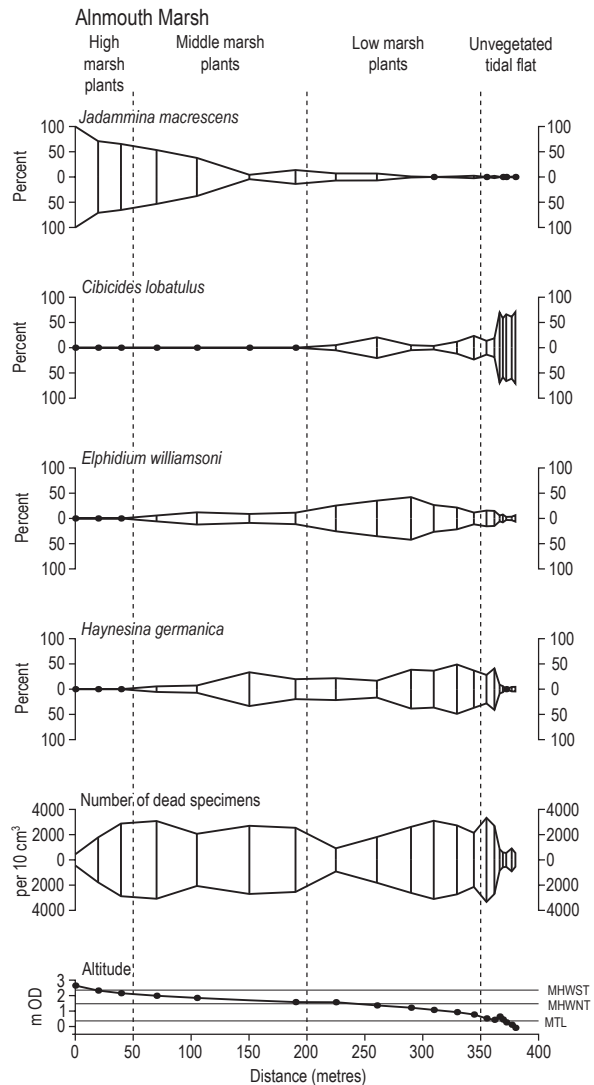 Alnmouth Marsh
High marsh plants
Middle marsh plants
Low marsh plants
Unvegetated tidal flat
Jadammina macrescens
Percent
100
50
0
50
100
100
50
0
50
100
Cibicides lobatulus
Percent
100
50
0
50
100
100
50
0
50
100
Elphidium williamsoni
Percent
100
50
0
50
100
100
50
0
50
100
Haynesina germanica
Percent
100
50
0
50
100
100
50
0
50
100
Number of dead specimens
per 10 cm³
4000
2000
0
2000
4000
4000
2000
0
2000
4000
Altitude
m OD
3
2
1
0
MHWST
MHWNT
MTL
0 50 100 150 200 250 300 350 400
Distance (metres)